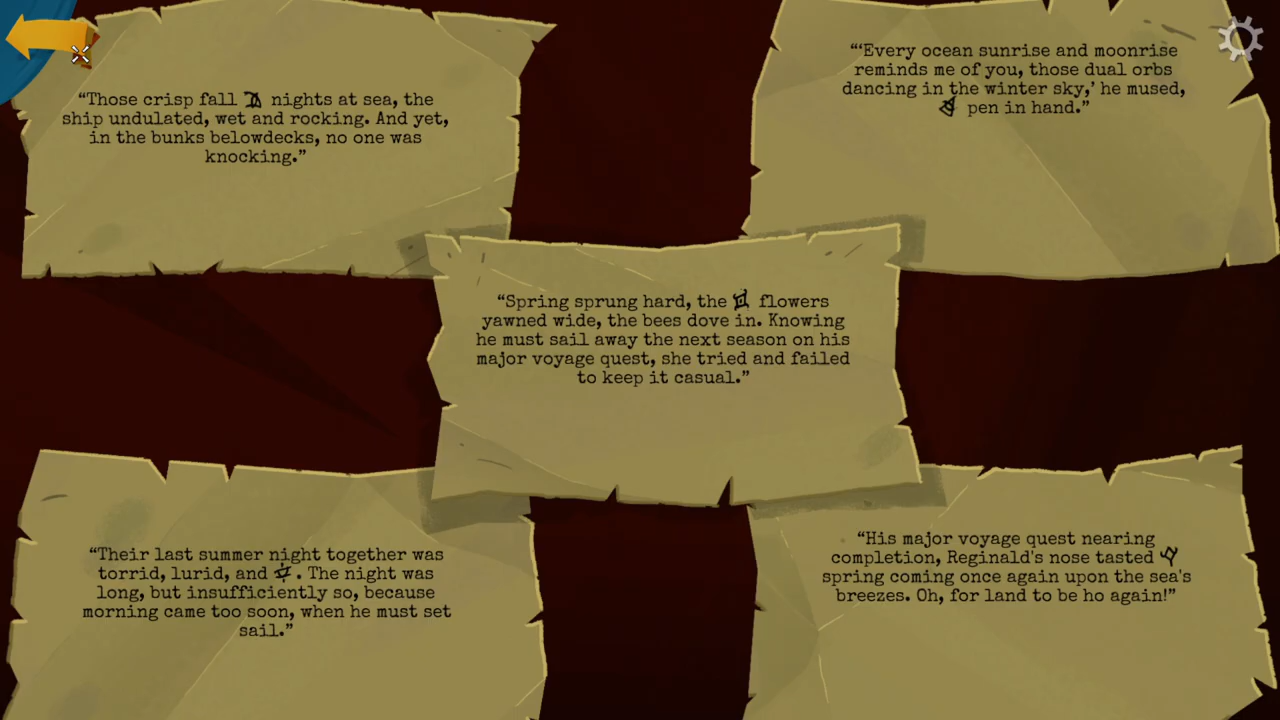 “Those crisp fall nights at sea, the
ship undulated, wet and rocking. And yet,
in the bunks belowdecks, no one was
knocking.”
“‘Every ocean sunrise and moonrise
reminds me of you, those dual orbs
dancing in the winter sky,’ he mused,
pen in hand.”
“Spring sprung hard, the flowers
yawned wide, the bees dove in. Knowing
he must sail away the next season on his
major voyage quest, she tried and failed
to keep it casual.”
“Their last summer night together was
torrid, lurid, and . The night was
long, but insufficiently so, because
morning came too soon, when he must set
sail.”
“His major voyage quest nearing
completion, Reginald's nose tasted
spring coming once again upon the sea's
breezes. Oh, for land to be ho again!”